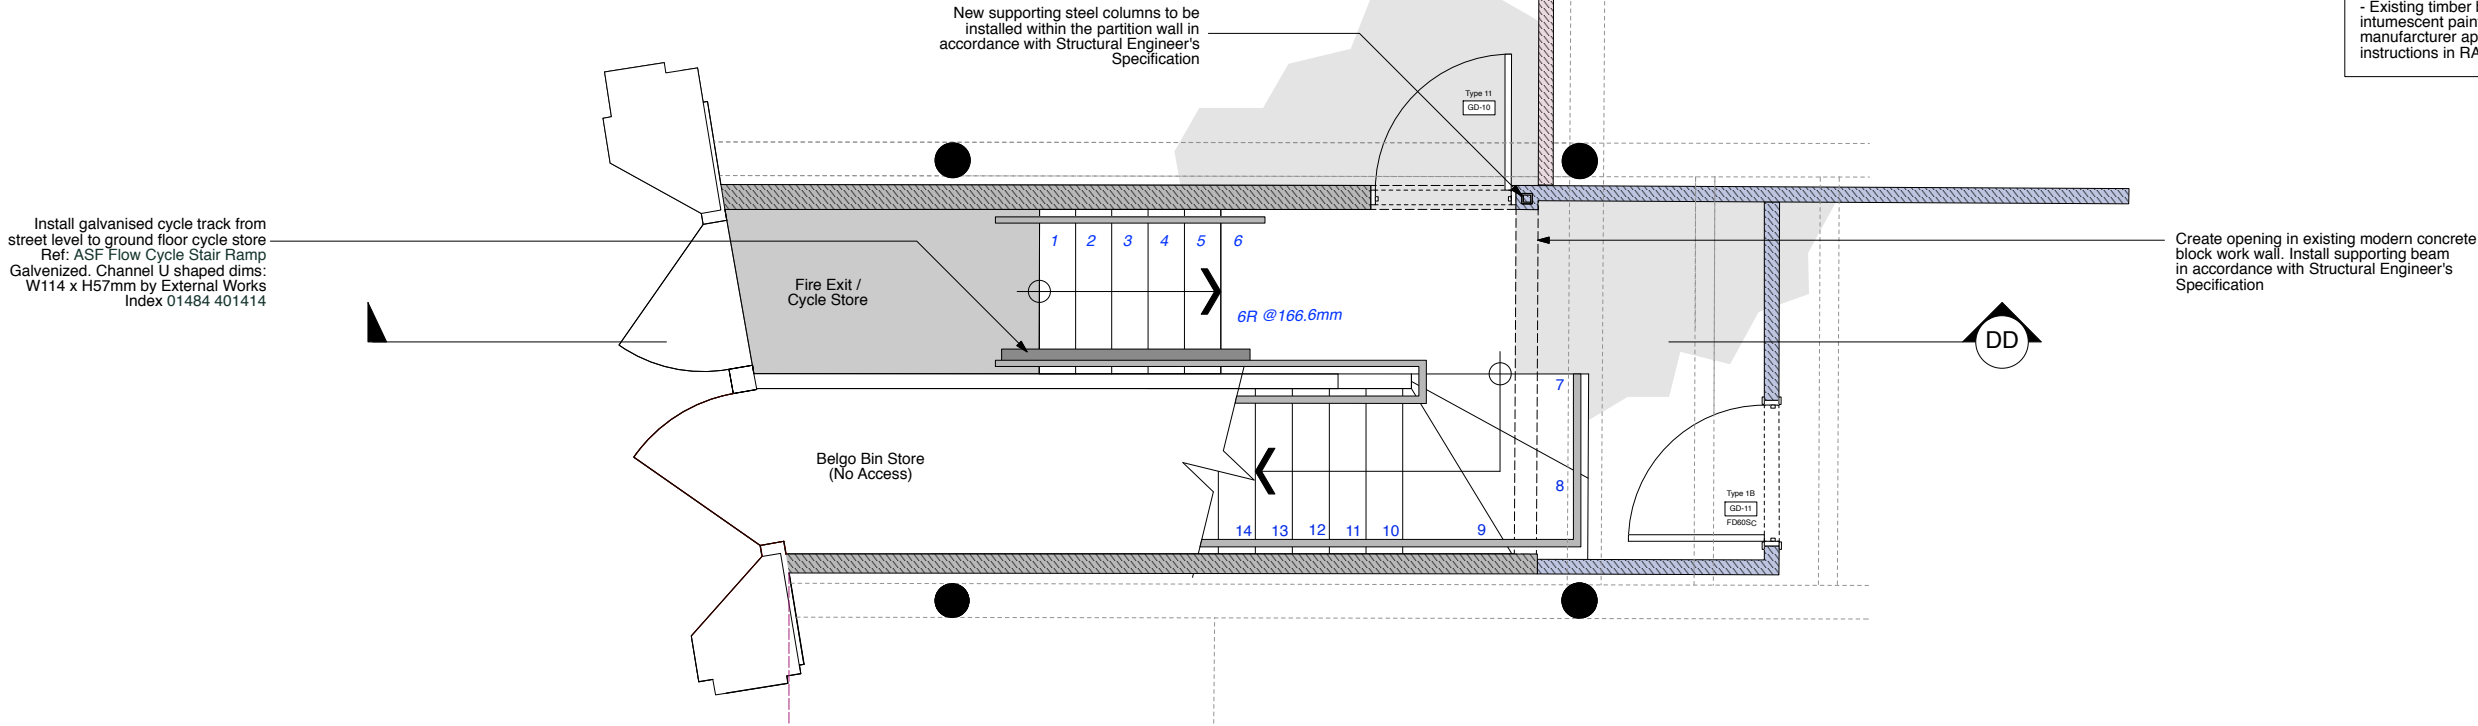 New supporting steel columns to be
installed within the partition wall in
accordance with Structural Engineer's
Specification
- Existing timber
intumescent
manufarcturer
instructions in
Type 11
GD-10
Install galvanised cycle track from
street level to ground floor cycle store
Ref: ASF Flow Cycle Stair Ramp
Galvenized. Channel U shaped dims:
W114 x H57mm by External Works
Index 01484 401414
Fire Exit /
Cycle Store
1 2 3 4 5 6
6R @166.6mm
Create opening in existing modern concrete
block work wall. Install supporting beam
in accordance with Structural Engineer's
Specification
DD
7
Belgo Bin Store
(No Access)
8
14 13 12 11 10 9
Type 1B
GD-11
FD60SC